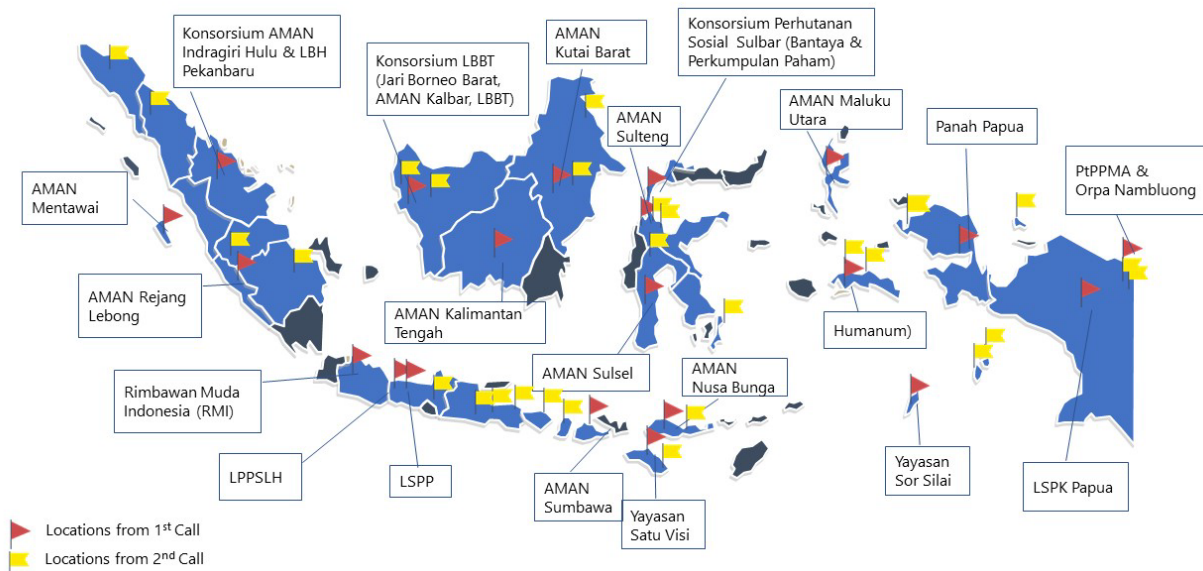 Konsorsium AMAN
Indragiri Hulu & LBH
Pekanbaru
Konsorsium LBBT
(Jari Borneo Barat,
AMAN Kalbar, LBBT)
AMAN
Kutai Barat
Konsorsium Perhutanan
Sosial Sulbar (Bantaya &
Perkumpulan Paham)
AMAN
Sulteng
AMAN Maluku
Utara
Panah Papua
PtPPMA &
Orpa Nambluong
AMAN
Mentawai
AMAN Rejang
Lebong
AMAN Kalimantan
Tengah
Humanum)
AMAN Sulsel
AMAN
Nusa Bunga
Rimbawan Muda
Indonesia (RMI)
LPPSLH
LSPP
AMAN
Sumbawa
Yayasan
Satu Visi
Yayasan
Sor Silai
LSPK Papua
Locations from 1st Call
Locations from 2nd Call